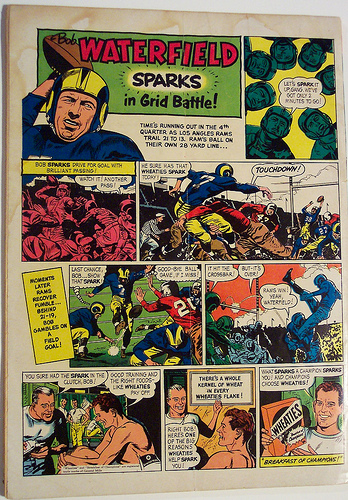 Bob
WATERFIELD
SPARKS
in Grid Battle!
TIME'S RUNNING OUT IN THE 4th
QUARTER AS LOS ANGLES RAMS
TRAIL 21 TO 13. RAM'S BALL ON
THEIR OWN 28 YARD LINE...
LET'S SPARK IT
UP, GANG. WE'VE
GOT ONLY 2
MINUTES TO GO!
BOB SPARKS DRIVE FOR GOAL WITH
BRILLIANT PASSING!
WATCH IT! ANOTHER
PASS!
HE SURE HAS THAT
WHEATIES SPARK
TODAY!
TOUCHDOWN!
MOMENTS
LATER
RAMS
RECOVER
FUMBLE...
BEHIND
21-19,
BOB
GAMBLES ON
A
FIELD
GOAL!
LAST CHANCE,
BOB...SHOW
THAT SPARK
GOOD-BYE BALL
GAME, IF I MISS!
IT HIT THE
CROSSBAR!
BUT-IT'S
OVER!
RAMS WIN!
YEAH,
WATERFIELD!
YOU SURE HAD THE SPARK IN THE
CLUTCH, BOB!
GOOD TRAINING AND
THE RIGHT FOODS-
LIKE WHEATIES
PAY OFF.
THERE'S A WHOLE
KERNEL OF WHEAT
IN EVERY
WHEATIES FLAKE!
RIGHT BOB!
HERE'S ONE
OF THE BIG
REASONS
WHEATIES
HELP SPARK
YOU!
WHAT SPARKS A CHAMPION SPARKS
YOU! AND CHAMPIONS
CHOOSE WHEATIES!
WHEATIES
"BREAKFAST OF CHAMPIONS!"